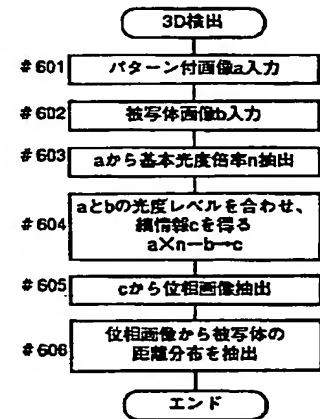 3D検出
#601
パターン付画像a入力
#602
被写体画像b入力
#603
aから基本光度倍率n抽出
#604
aとbの光度レベルを合わせ、
縞情報cを得る
a×n-b→c
#605
cから位相画像抽出
#606
位相画像から被写体の
距離分布を抽出
エンド